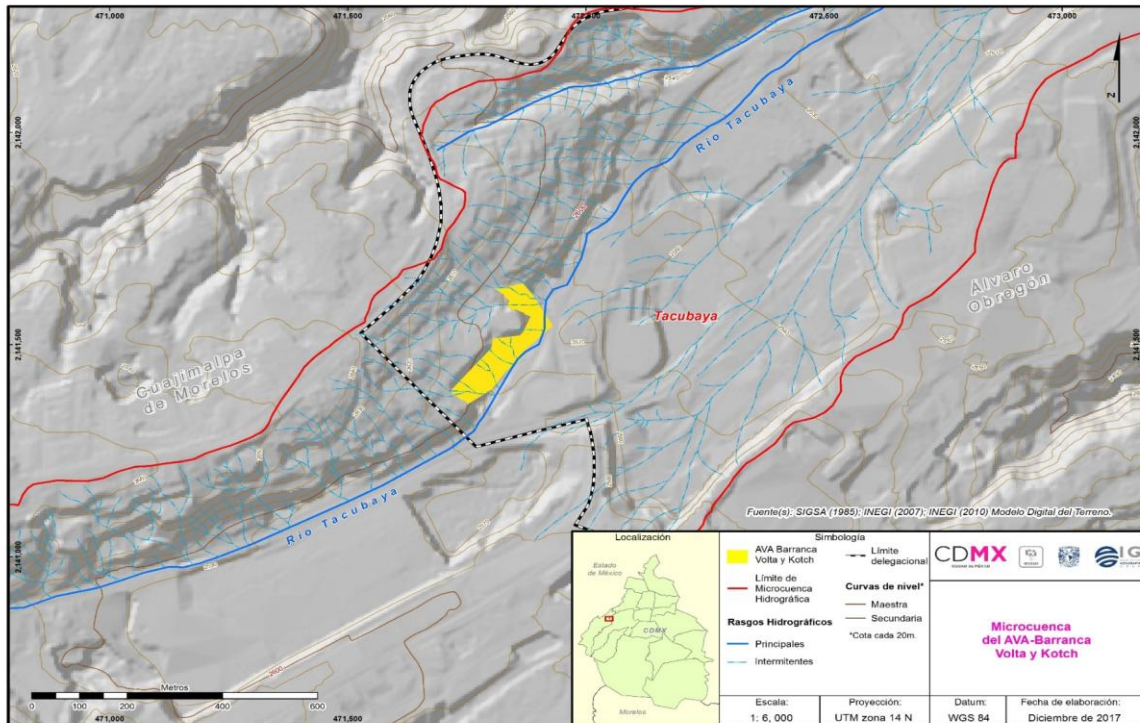 471,000 471,500 472,500 473,000
2,142,000
2,142,000
Río Tacubaya
Tacubaya
Álvaro
Obregón
2,141,500
2,141,500
Cuajimalpa
de Morelos
Río Tacubaya
2,141,000
Fuente(s): SIGSA (1985); INEGI (2007); INEGI (2010) Modelo Digital del Terreno.
Metros
0 100 200 400 600
471,000 471,500
Localización
Estado
de México
CDMX
Morelos
Simbología
AVA Barranca
Volta y Kotch
Límite de
Microcuenca
Hidrográfica
Rasgos Hidrográficos
Principales
Intermitentes
Límite
delegacional
Curvas de nivel*
Maestra
Secundaria
*Cota cada 20m.
CDMX
CIUDAD DE MÉXICO
IG
Microcuenca
del AVA-Barranca
Volta y Kotch
Escala:
1: 6, 000
Proyección:
UTM zona 14 N
Datum:
WGS 84
Fecha de elaboración:
Diciembre de 2017